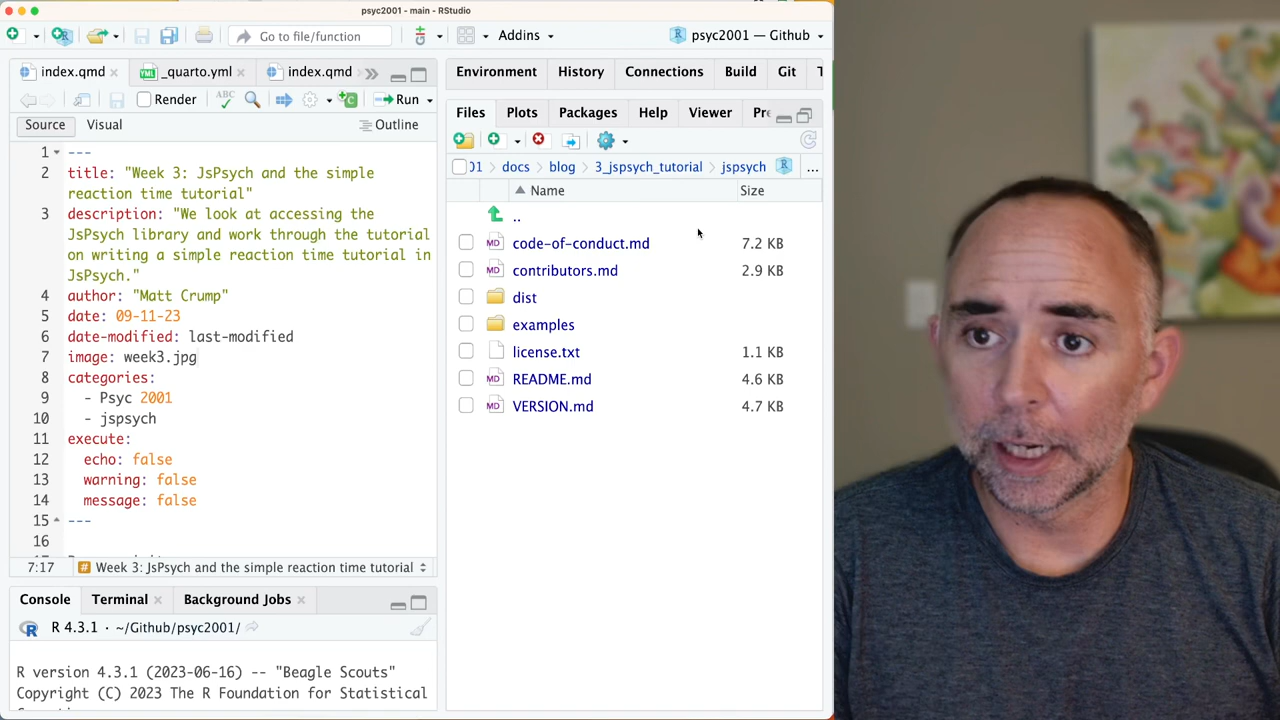 psyc2001 - main - RStudio
Go to file/function
Addins
psyc2001 — Github
index.qmd
_quarto.yml
index.qmd
Render
ABC
Run
Source
Visual
Outline
1 ---
2 title: "Week 3: JsPsych and the simple
reaction time tutorial"
3 description: "We look at accessing the
JsPsych library and work through the tutorial
on writing a simple reaction time tutorial in
JsPsych."
4 author: "Matt Crump"
5 date: 09-11-23
6 date-modified: last-modified
7 image: week3.jpg
8 categories:
9 - Psyc 2001
10 - jspsych
11 execute:
12 echo: false
13 warning: false
14 message: false
15 ---
16
7:17 Week 3: JsPsych and the simple reaction time tutorial
Console Terminal Background Jobs
R 4.3.1 · ~/Github/psyc2001/
R version 4.3.1 (2023-06-16) -- "Beagle Scouts"
Copyright (C) 2023 The R Foundation for Statistical
Environment History Connections Build Git T
Files Plots Packages Help Viewer Pr
01 docs blog 3_jspsych_tutorial jspsych ...
Name Size
..
code-of-conduct.md 7.2 KB
contributors.md 2.9 KB
dist
examples
license.txt 1.1 KB
README.md 4.6 KB
VERSION.md 4.7 KB